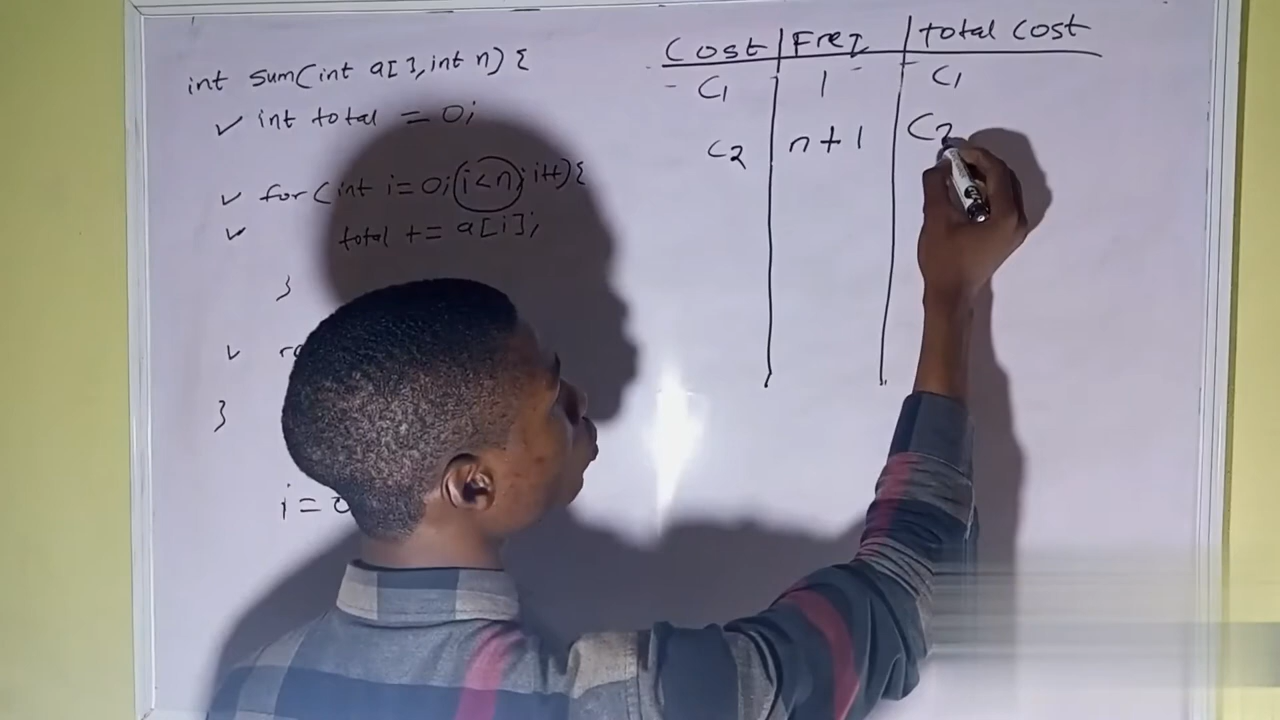 int sum(int a[], int n) {
✓ int total = 0;
✓ for (int i=0; i<n; i++) {
✓ total += a[i];
}
✓
}
i = 0
Cost | Freq | total cost
C1 | 1 | C1
C2 | n+1 | C2